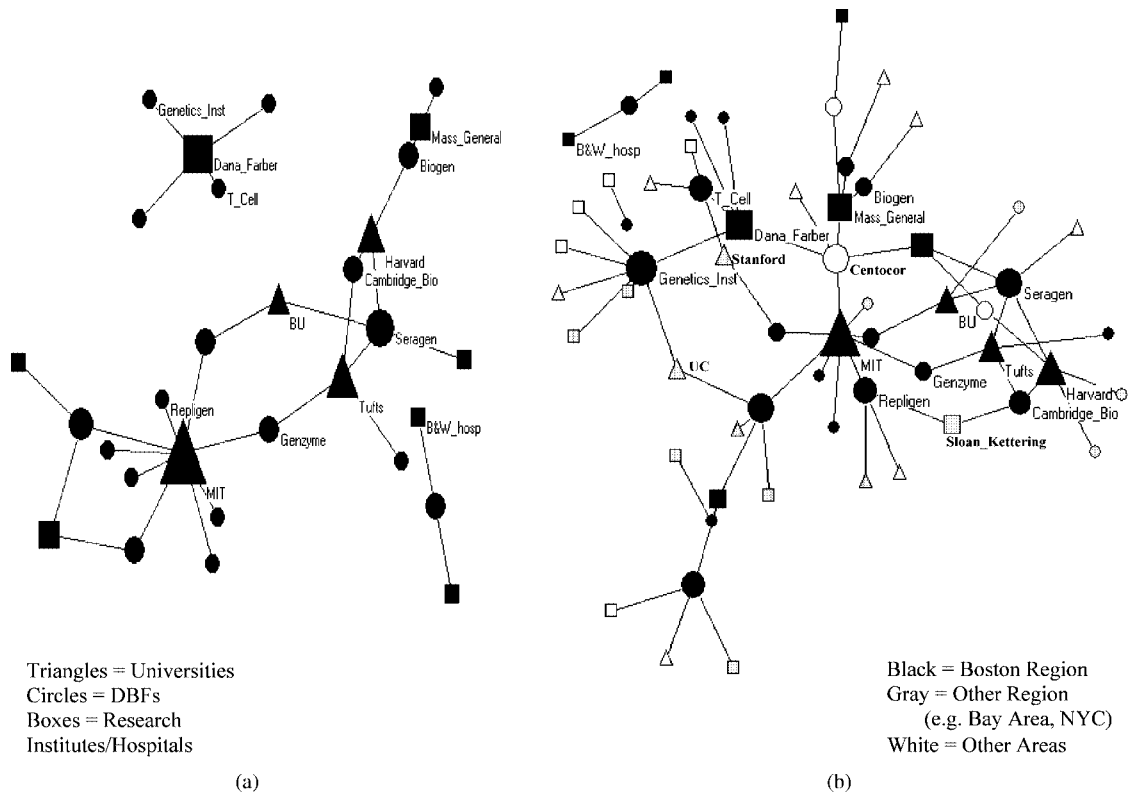 Genetics_Inst
Dana_Farber
T_Cell
Mass_General
Biogen
Harvard
Cambridge_Bio
BU
Seragen
Repligen
Tufts
Genzyme
B&W_hosp
MIT
Triangles = Universities
Circles = DBFs
Boxes = Research
Institutes/Hospitals
(a)
B&W_hosp
T_Cell
Biogen
Mass_General
Dana_Farber
Stanford
Centocor
Genetics_Inst
Seragen
BU
UC
MIT
Tufts
Genzyme
Harvard
Repligen
Cambridge_Bio
Sloan_Kettering
Black = Boston Region
Gray = Other Region
(e.g. Bay Area, NYC)
White = Other Areas
(b)